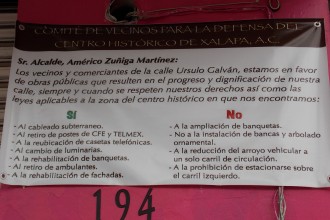 COMITE DE VECINOS PARA LA DEFENSA DEL
CENTRO HISTÓRICO DE XALAPA, A.C.
Sr. Alcalde, Américo Zuñiga Martínez:
Los vecinos y comerciantes de la calle Ursulo Galván, estamos en favor
de obras públicas que resulten en el progreso y dignificación de nuestra
calle, siempre y cuando se respeten nuestros derechos así como las
leyes aplicables a la zona del centro histórico en que nos encontramos:
Sí
- Al cableado subterraneo.
- Al retiro de postes de CFE y TELMEX.
- A la reubicación de casetas telefónicas.
- Al cambio de luminarias.
- A la rehabilitación de banquetas.
- Al retiro de ambulantes.
- A la rehabilitación de fachadas.
No
- A la ampliación de banquetas.
- No a la instalación de bancas y arbolado
ornamental.
- A la reducción del arroyo vehicular a
un solo carril de circulación.
- A la prohibición de estacionarse sobre
el carril izquierdo.
194